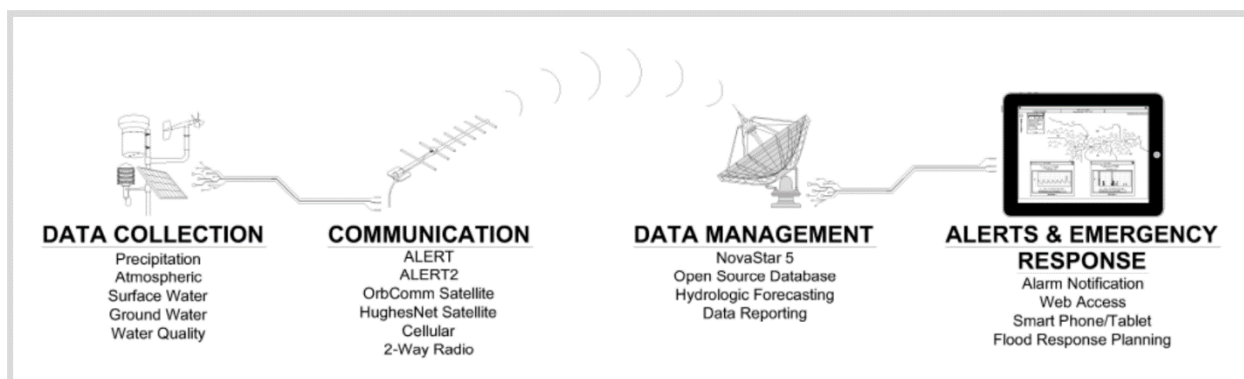 DATA COLLECTION
Precipitation
Atmospheric
Surface Water
Ground Water
Water Quality
COMMUNICATION
ALERT
ALERT2
OrbComm Satellite
HughesNet Satellite
Cellular
2-Way Radio
DATA MANAGEMENT
NovaStar 5
Open Source Database
Hydrologic Forecasting
Data Reporting
ALERTS & EMERGENCY
RESPONSE
Alarm Notification
Web Access
Smart Phone/Tablet
Flood Response Planning